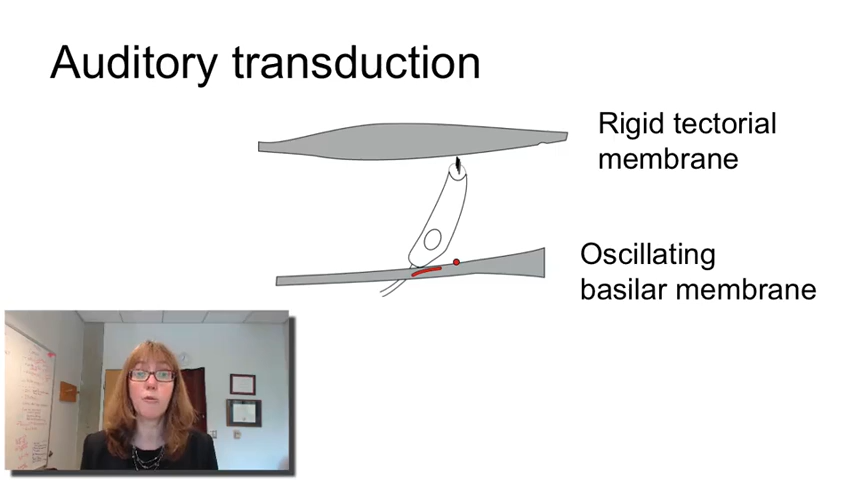 Auditory transduction
Rigid tectorial
membrane
Oscillating
basilar membrane